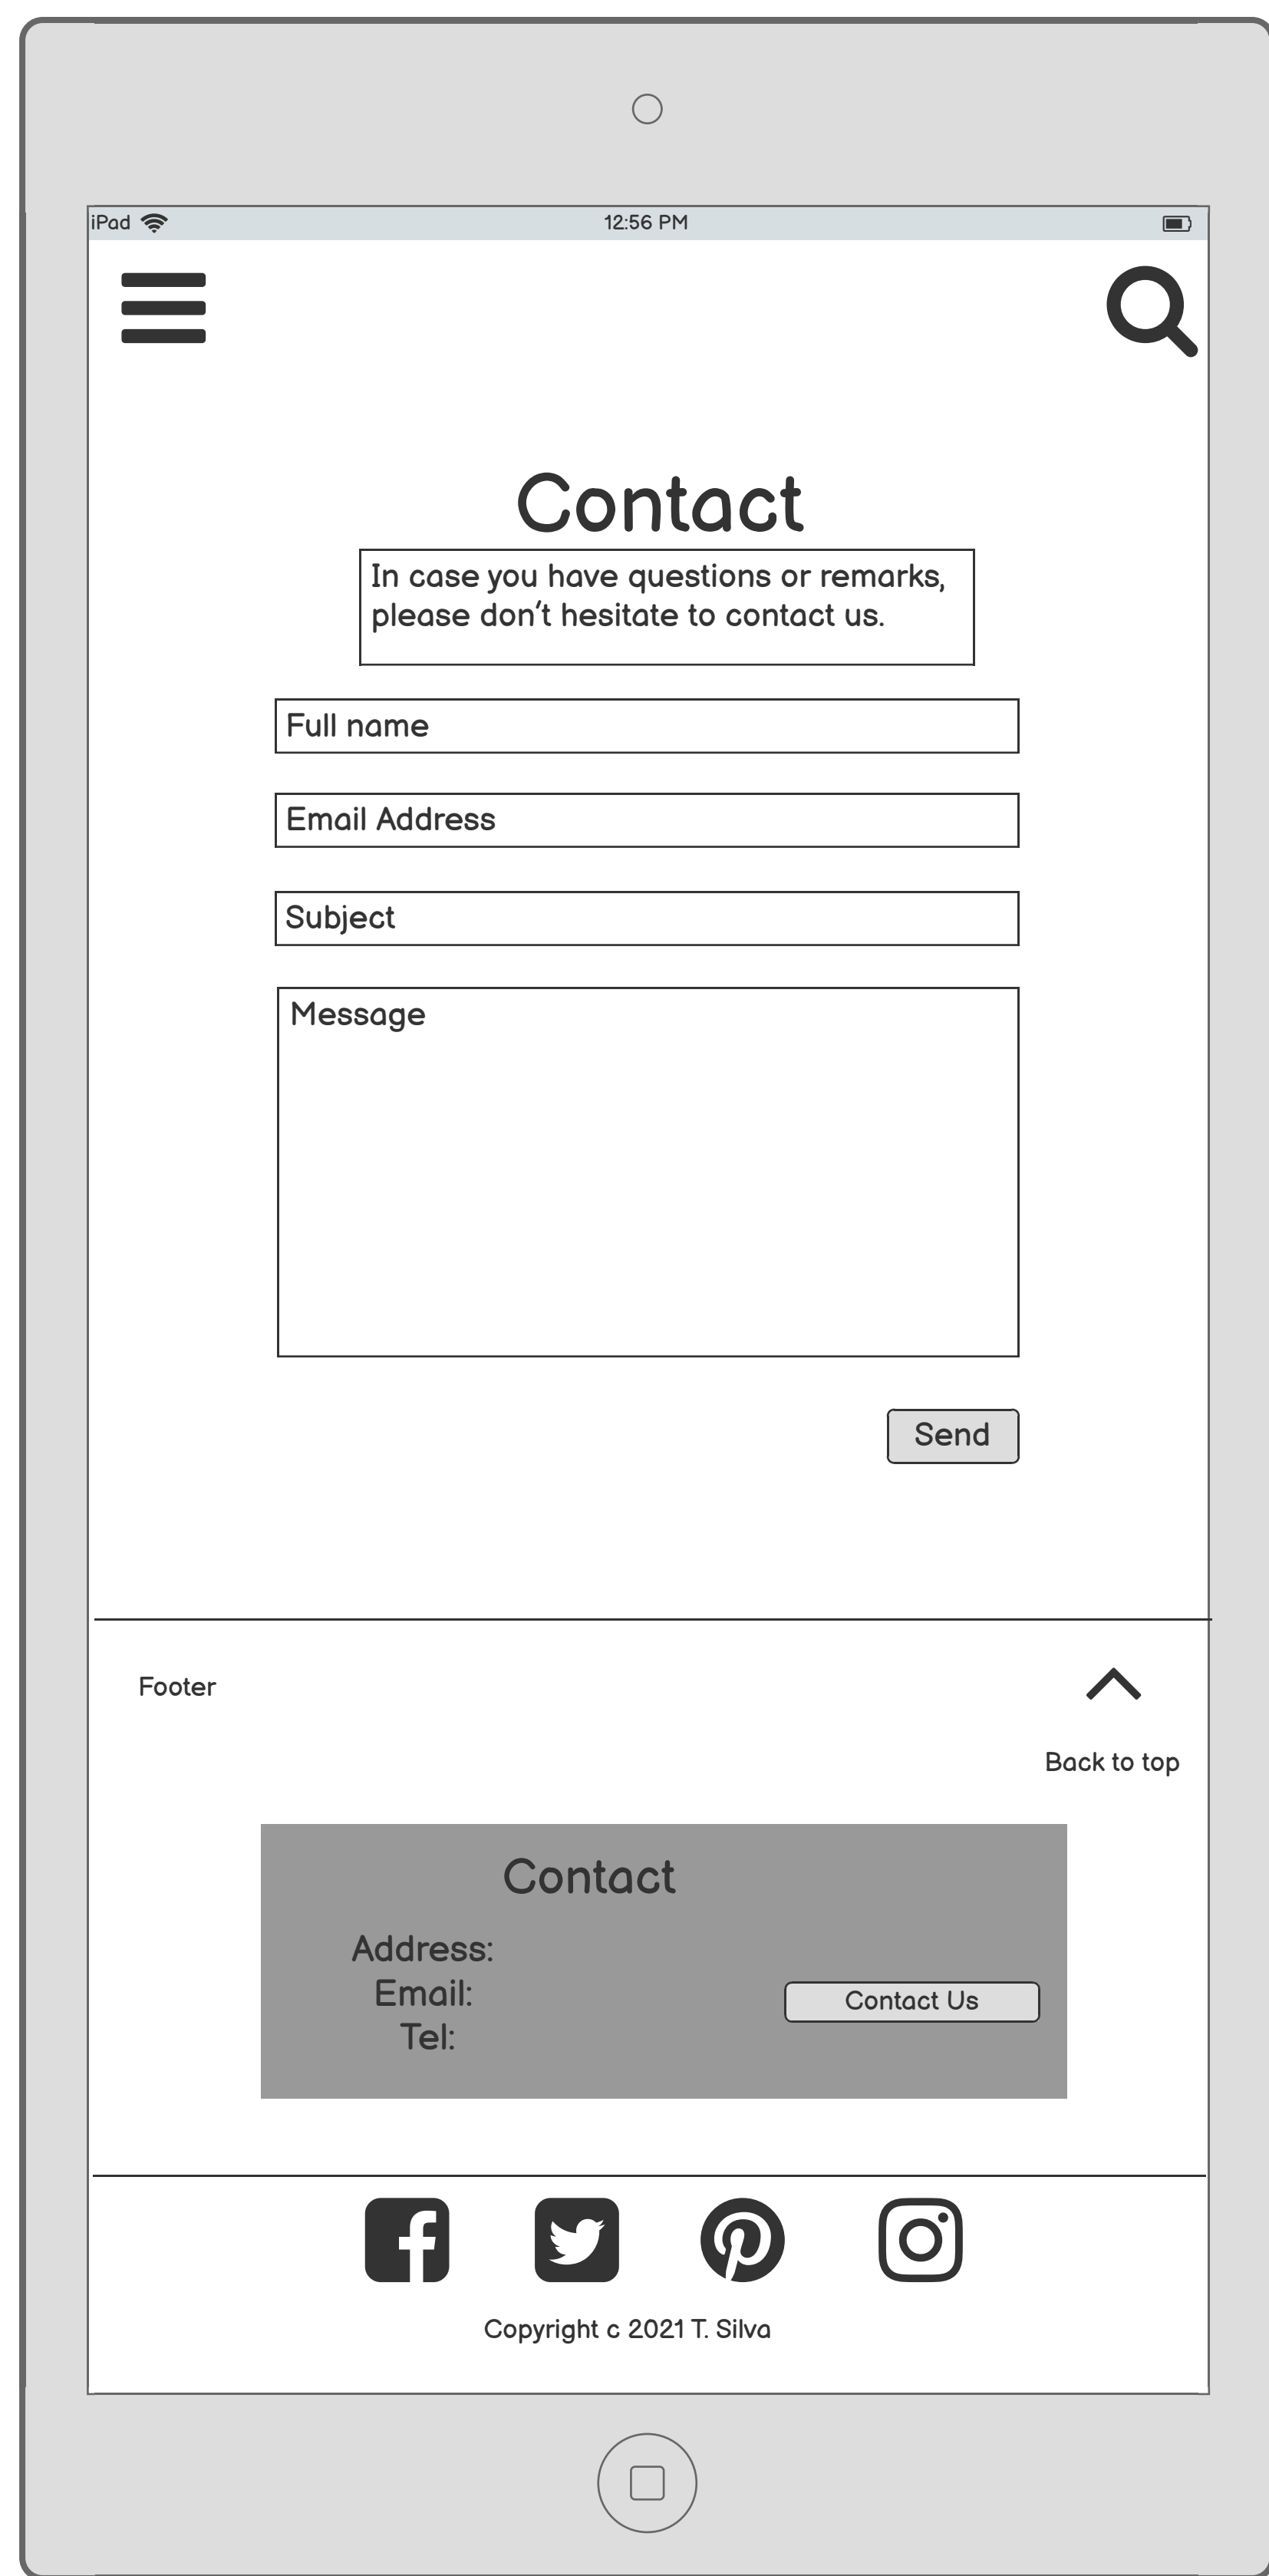 iPad 12:56 PM
Contact
In case you have questions or remarks,
please don't hesitate to contact us.
Full name
Email Address
Subject
Message
Send
Footer
Back to top
Contact
Address:
Email:
Contact Us
Tel:
Copyright c 2021 T. Silva